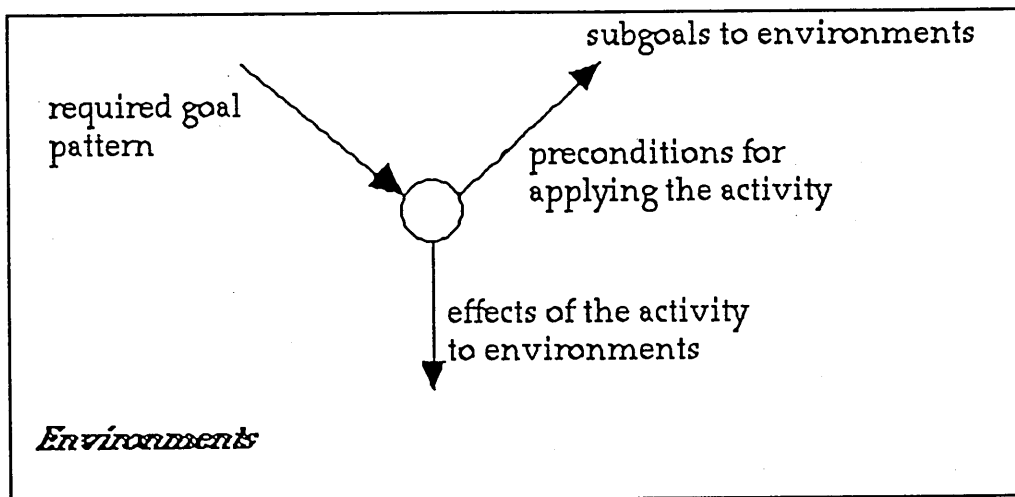 subgoals to environments
required goal
pattern
preconditions for
applying the activity
effects of the activity
to environments
Environments